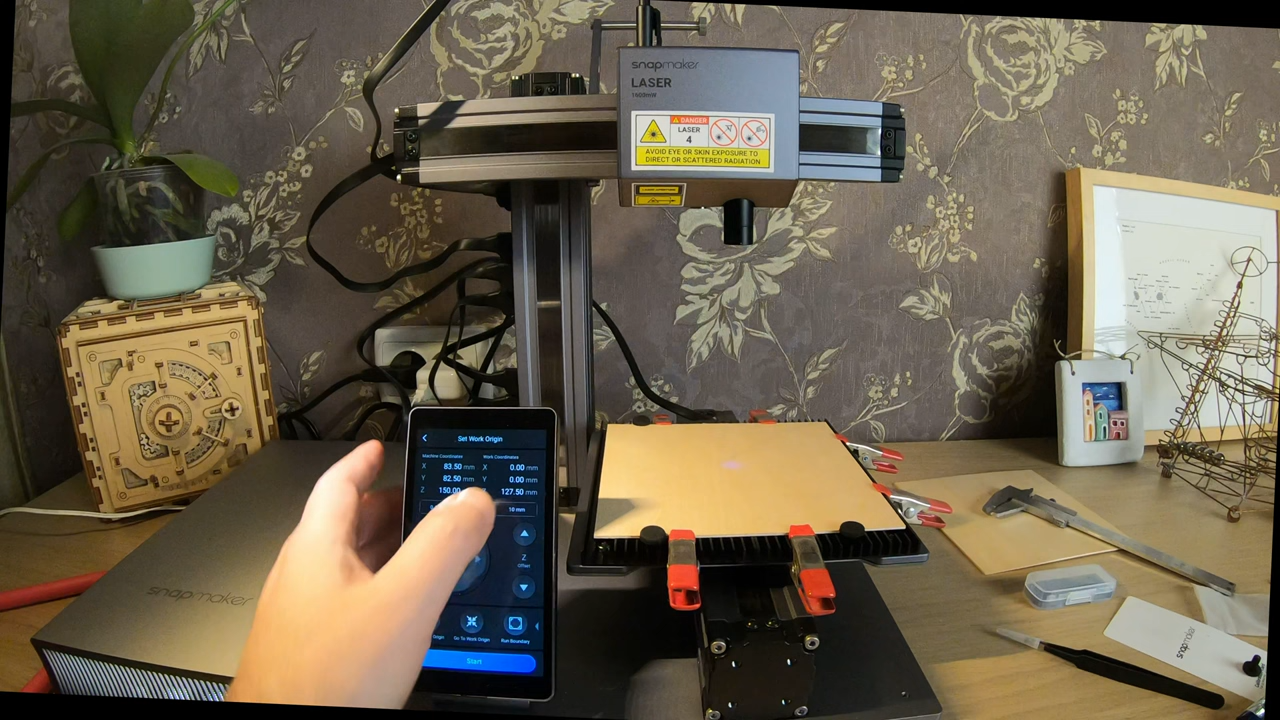 snapmaker
LASER
1600mW
DANGER
LASER
4
AVOID EYE OR SKIN EXPOSURE TO
DIRECT OR SCATTERED RADIATION
Set Work Origin
Machine Coordinates
Work Coordinates
X 83.50 mm
X 0.00 mm
Y 82.50 mm
Y 0.00 mm
Z 150.00
127.50 mm
10 mm
Z
Offset
Origin
Go To Work Origin
Run Boundary
Start
snapmaker
snapmaker